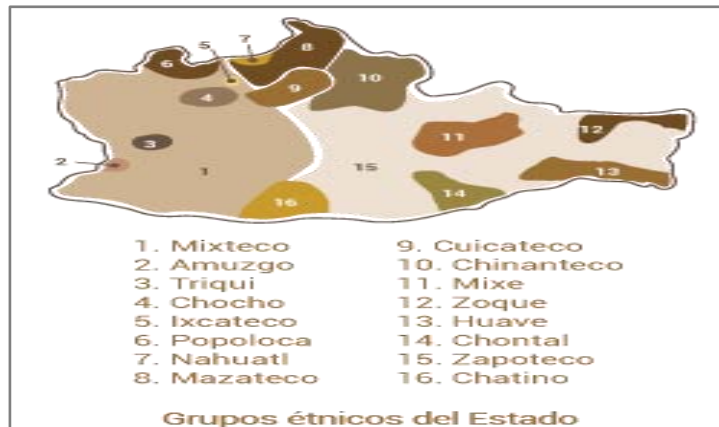 5
7
8
6
10
4
9
3
11
12
2
1
15
13
14
16
1. Mixteco
2. Amuzgo
3. Triqui
4. Chocho
5. Ixcateco
6. Popoloca
7. Nahuatl
8. Mazateco
9. Cuicateco
10. Chinanteco
11. Mixe
12. Zoque
13. Huave
14. Chontal
15. Zapoteco
16. Chatino
Grupos étnicos del Estado